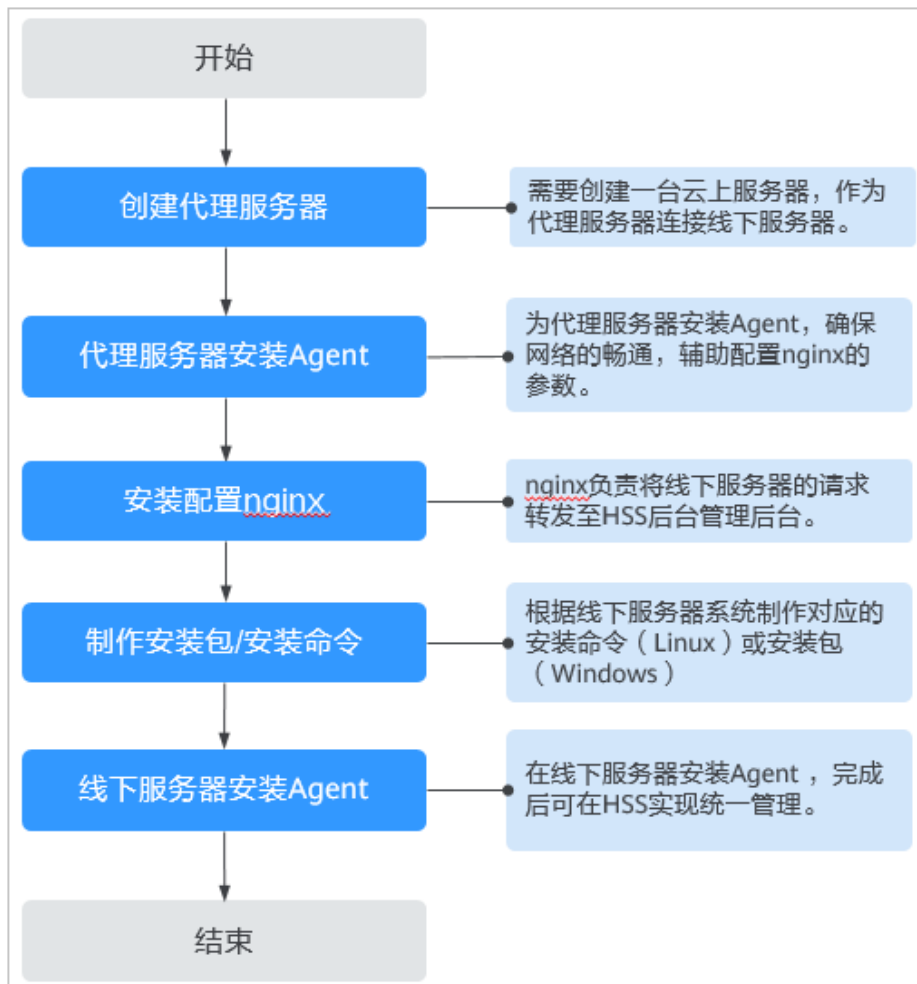 开始
创建代理服务器
需要创建一台云上服务器，作为
代理服务器连接线下服务器。
代理服务器安装Agent
为代理服务器安装Agent，确保
网络的畅通，辅助配置nginx的
参数。
安装配置nginx
nginx负责将线下服务器的请求
转发至HSS后台管理后台。
制作安装包/安装命令
根据线下服务器系统制作对应的
安装命令（Linux）或安装包
（Windows）
线下服务器安装Agent
在线下服务器安装Agent ，完成
后可在HSS实现统一管理。
结束